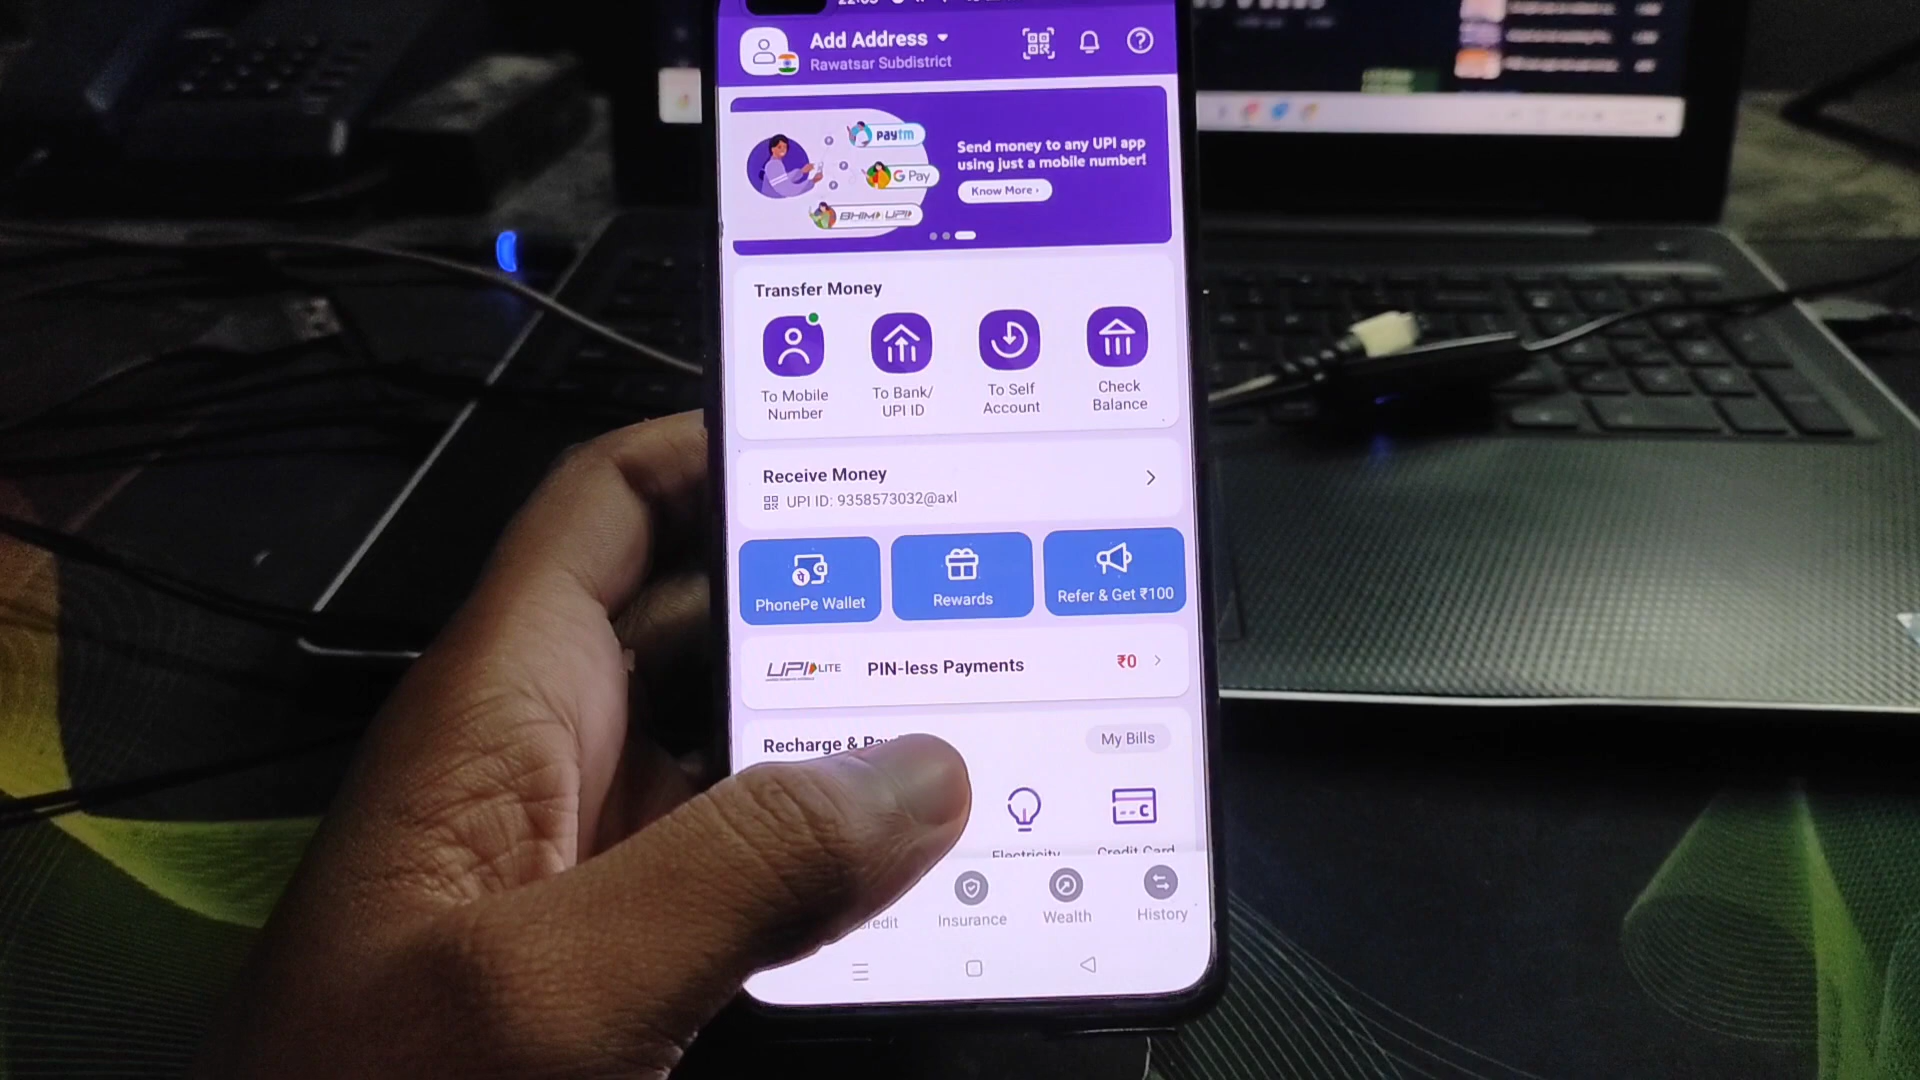 Add Address
Rawatsar Subdistrict
paytm
G Pay
BHIM UPI
Send money to any UPI app
using just a mobile number!
Know More ›
Transfer Money
To Mobile
Number
To Bank/
UPI ID
To Self
Account
Check
Balance
Receive Money
UPI ID: 9358573032@axl
PhonePe Wallet
Rewards
Refer & Get ₹100
UPI LITE
PIN-less Payments
₹0
Recharge &
My Bills
Electricity
Credit Card
Insurance
Wealth
History